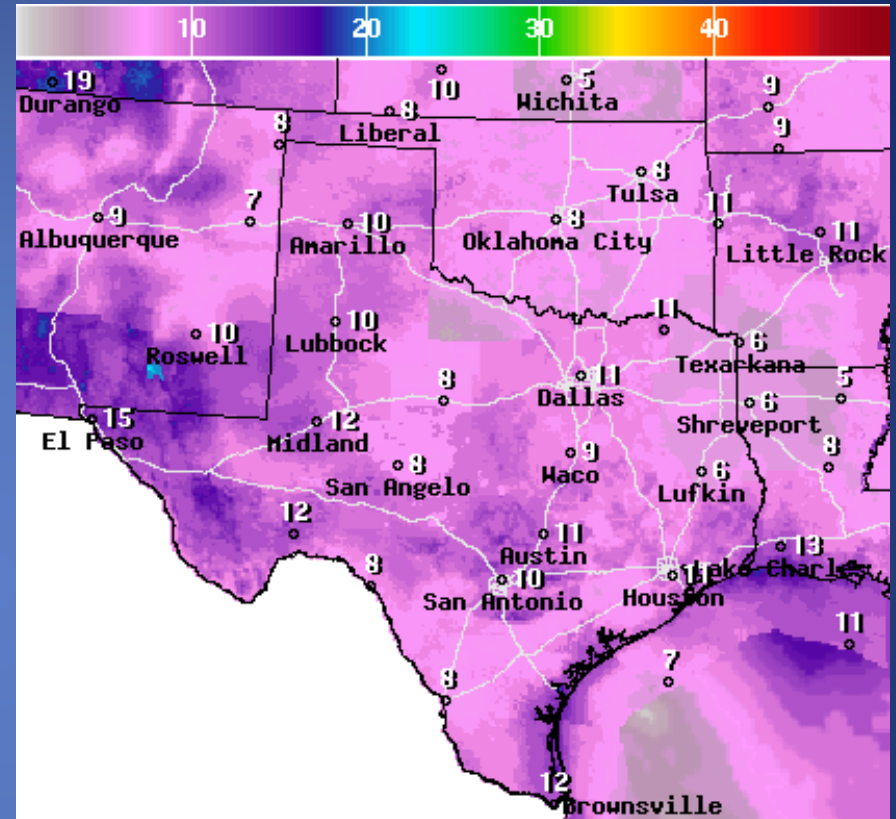 10 20 30 40
19 10 5 9
Durango Wichita
8 8 9
Liberal
8
Tulsa
9 7 10 8 11 11
Albuquerque Amarillo Oklahoma City Little Rock
10 10 11 6
Roswell Lubbock Texarkana
8 11 6 5
Dallas
15 12 Shreveport
El Paso Midland
8 9 6 8
San Angelo Waco Lufkin
12 11 13
Austin Lake Charl
8 10 11
San Antonio Houston
11
8 7
12
Brownsville